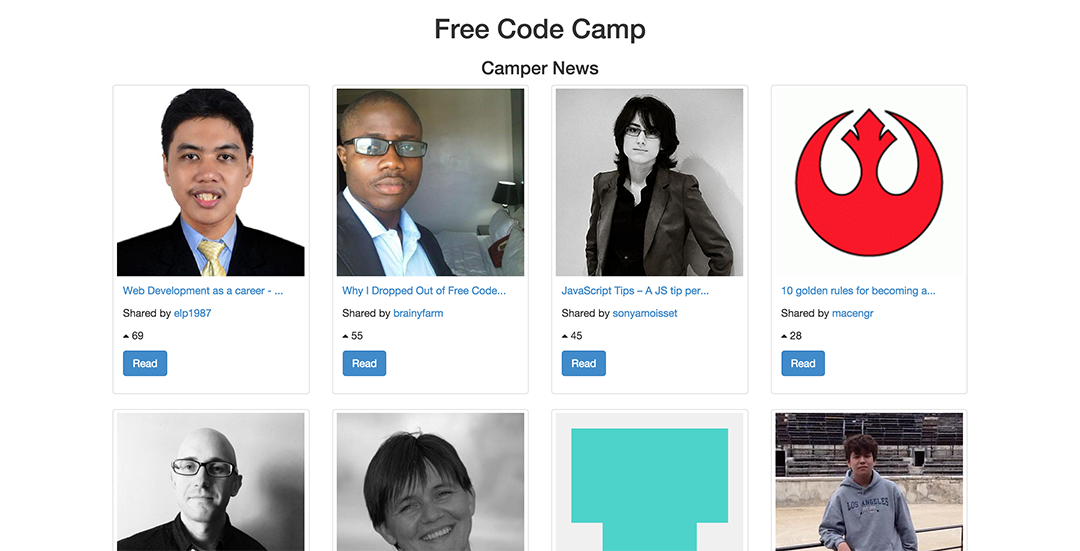 Free Code Camp
Camper News
Web Development as a career - ...
Shared by elp1987
69
Read
Why I Dropped Out of Free Code...
Shared by brainyfarm
55
Read
JavaScript Tips – A JS tip per...
Shared by sonyamoisset
45
Read
10 golden rules for becoming a...
Shared by macengr
28
Read
LOS ANGELES